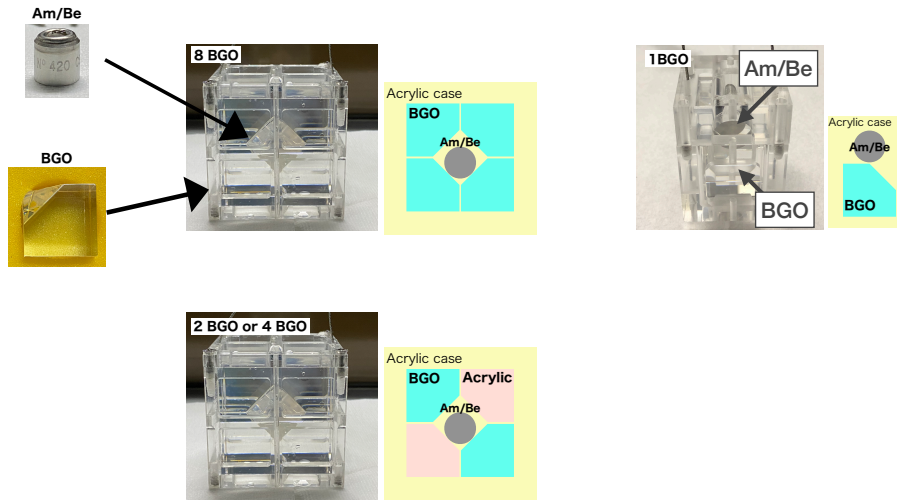 Am/Be
Nº 420
BGO
8 BGO
Acrylic case
BGO
Am/Be
1BGO
Am/Be
BGO
Acrylic case
Am/Be
BGO
2 BGO or 4 BGO
Acrylic case
BGO Acrylic
Am/Be